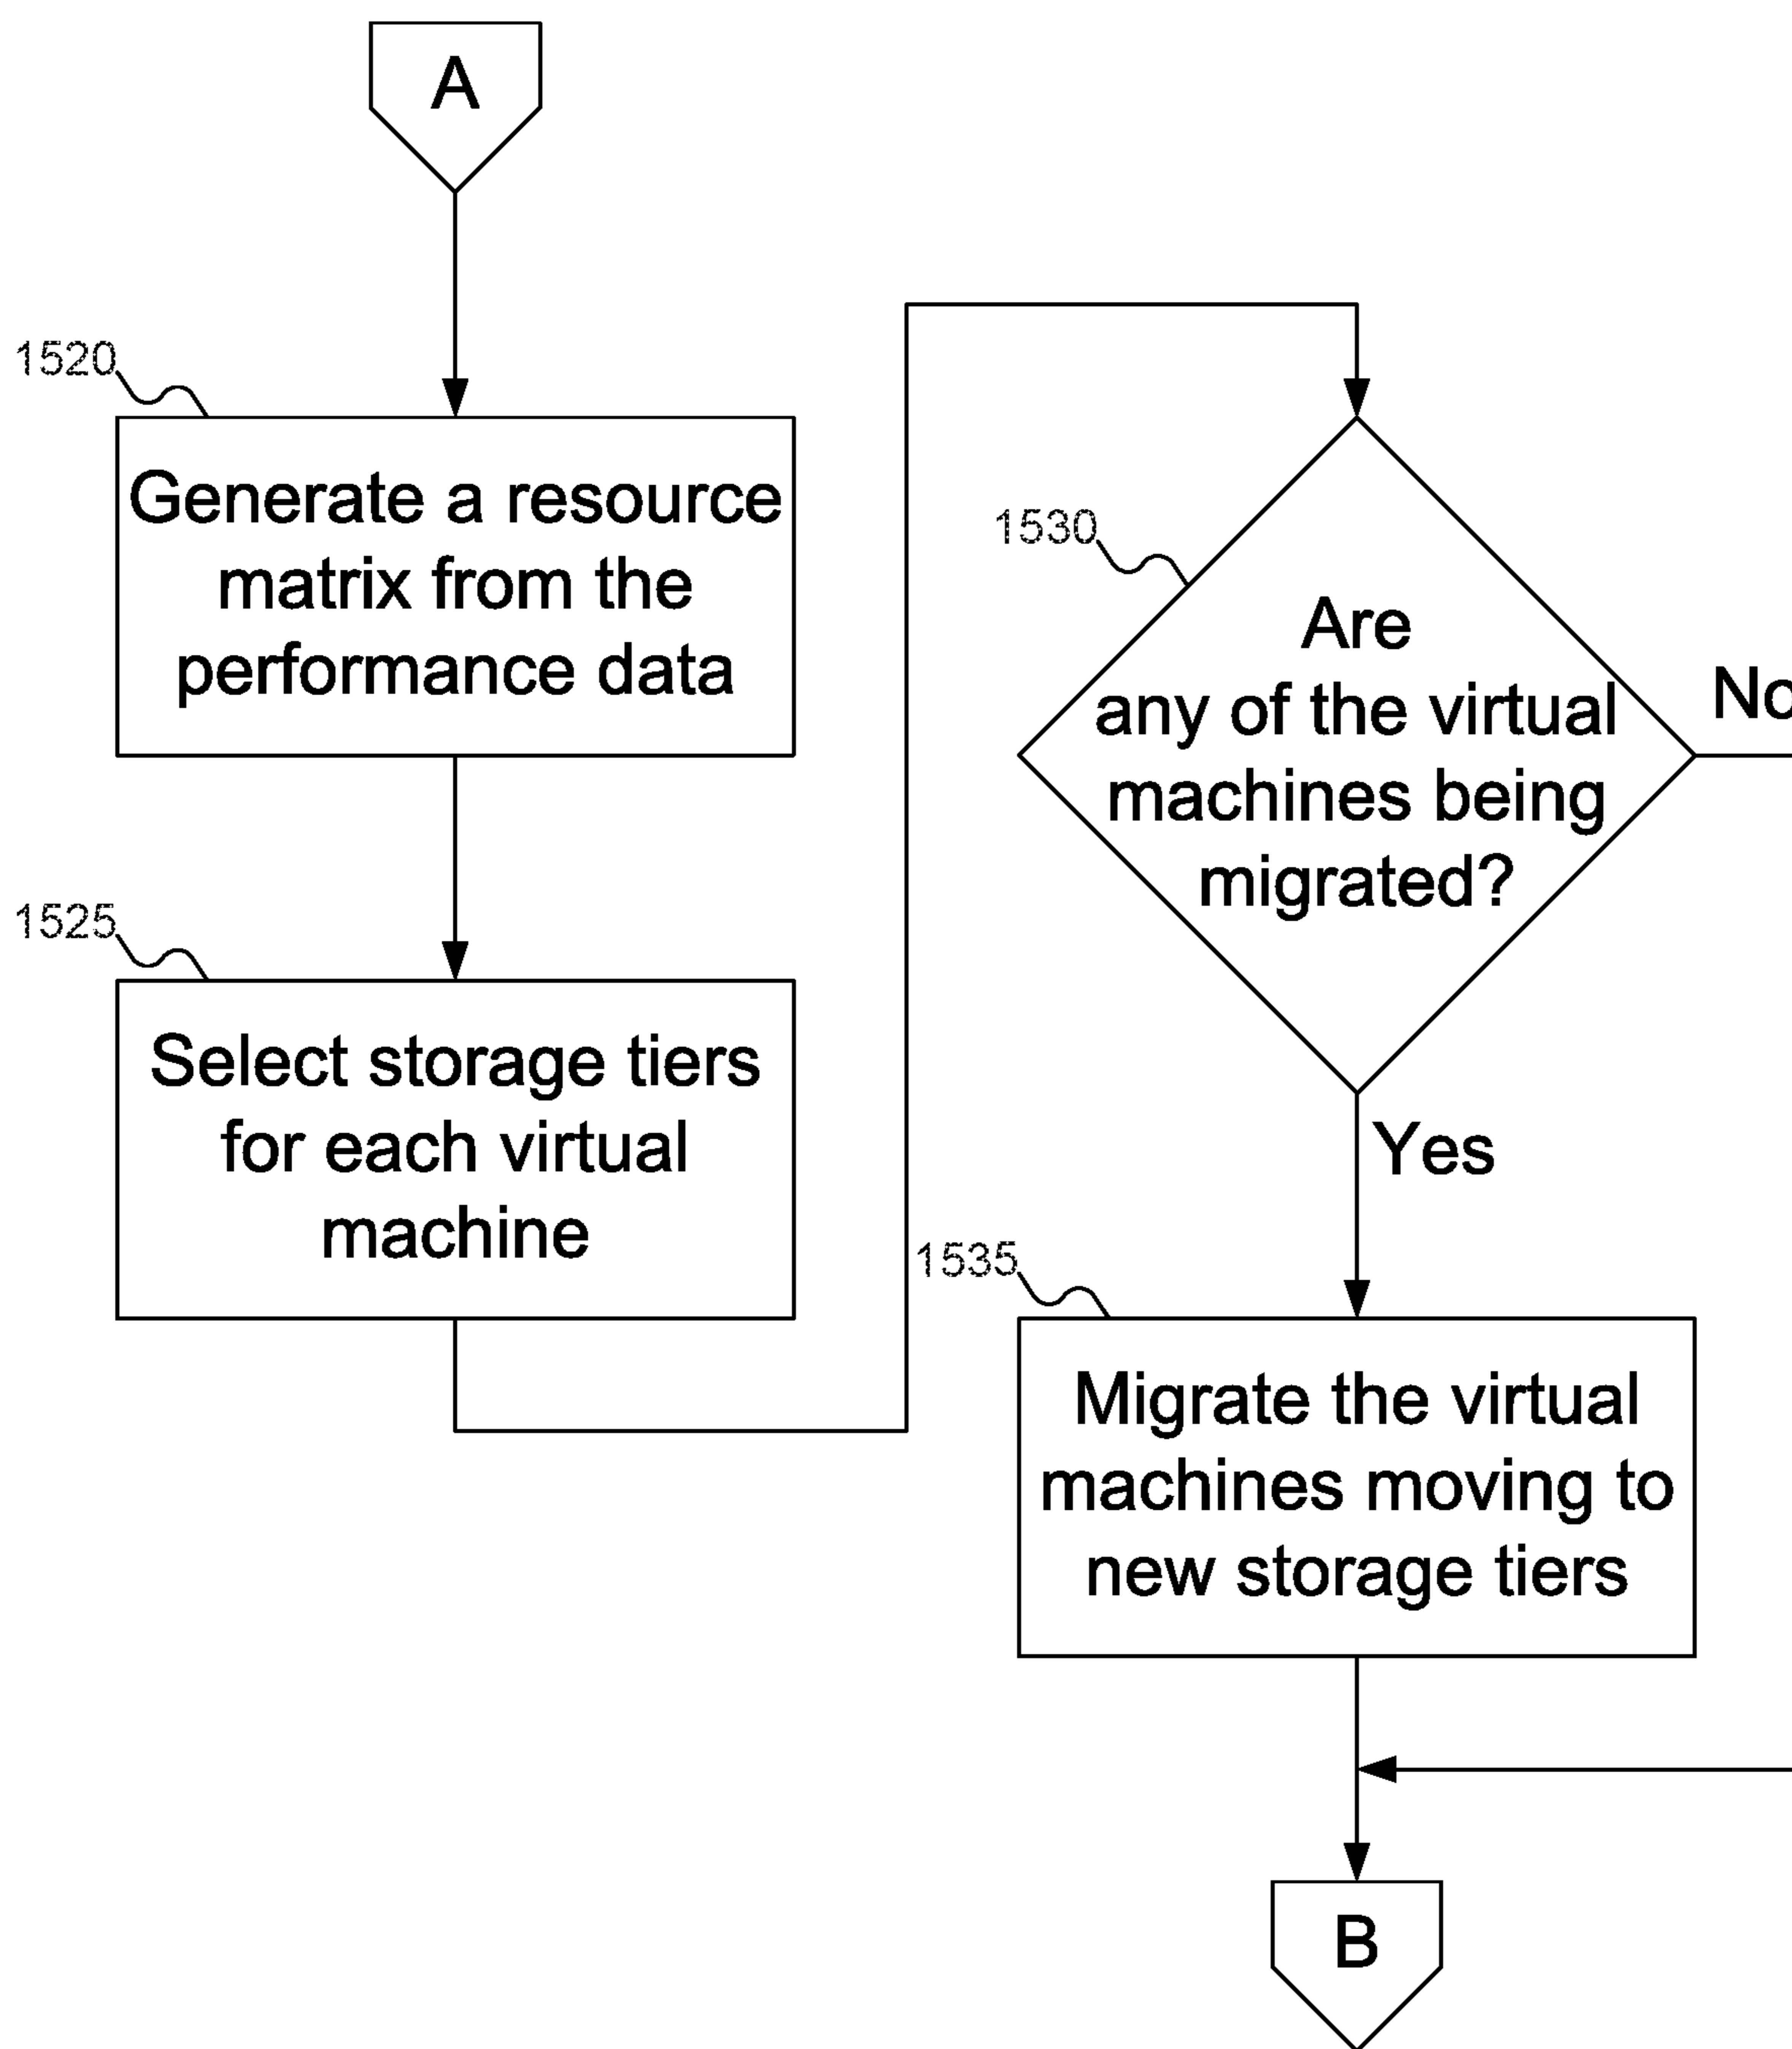 A
1520
Generate a resource
matrix from the
performance data
1525
Select storage tiers
for each virtual
machine
1530
Are
any of the virtual
machines being
migrated?
No
Yes
1535
Migrate the virtual
machines moving to
new storage tiers
B